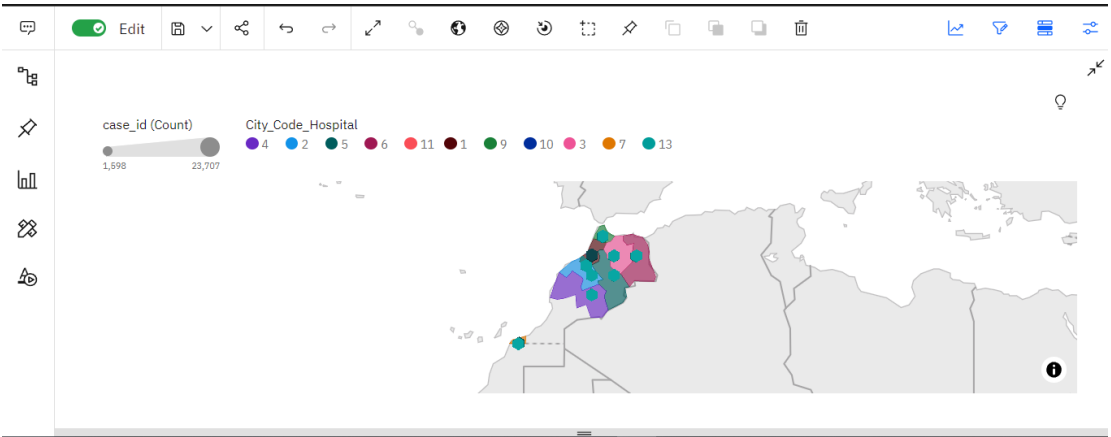 Edit
case_id (Count)
1,598 23,707
City_Code_Hospital
4 2 5 6 11 1 9 10 3 7 13